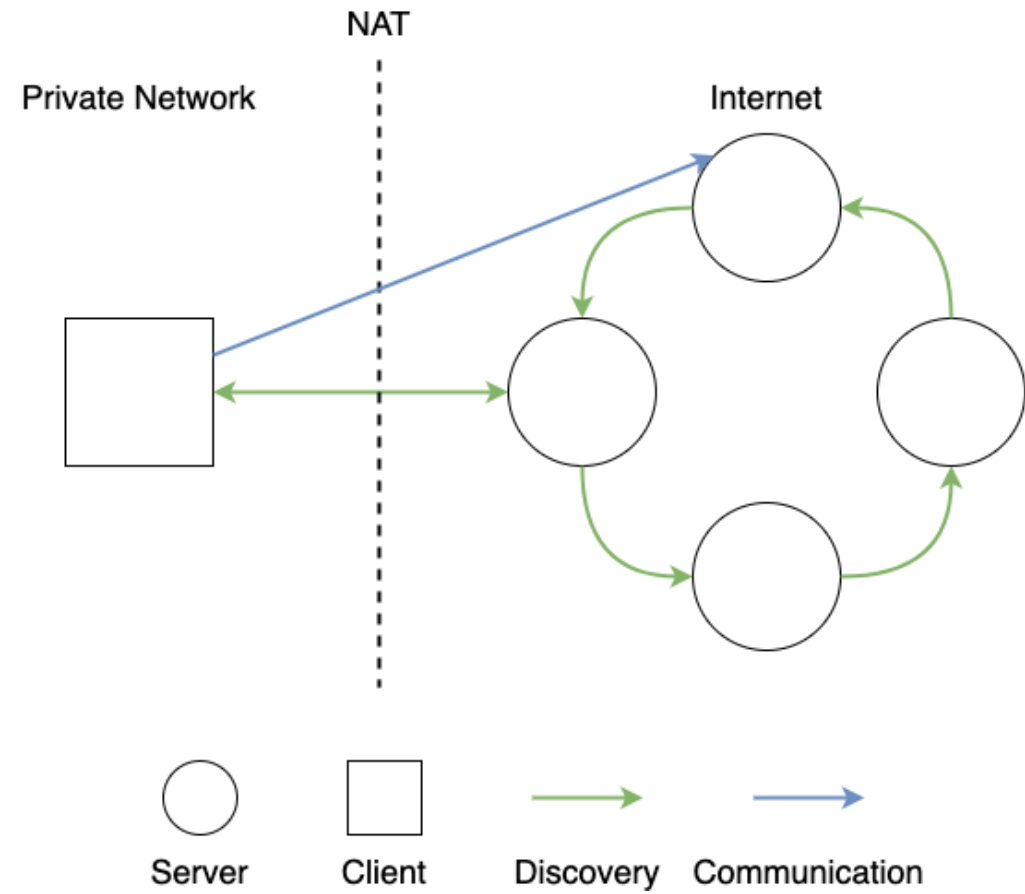 NAT
Private Network
Internet
Server
Client
Discovery
Communication